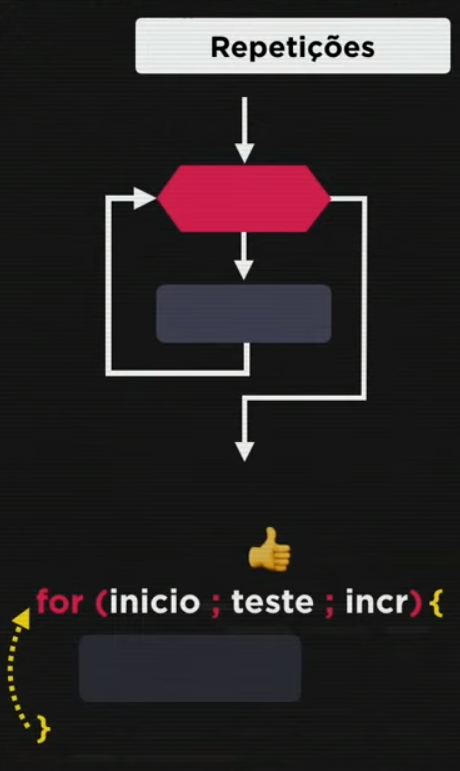 Repetições
for (inicio ; teste ; incr) {
}